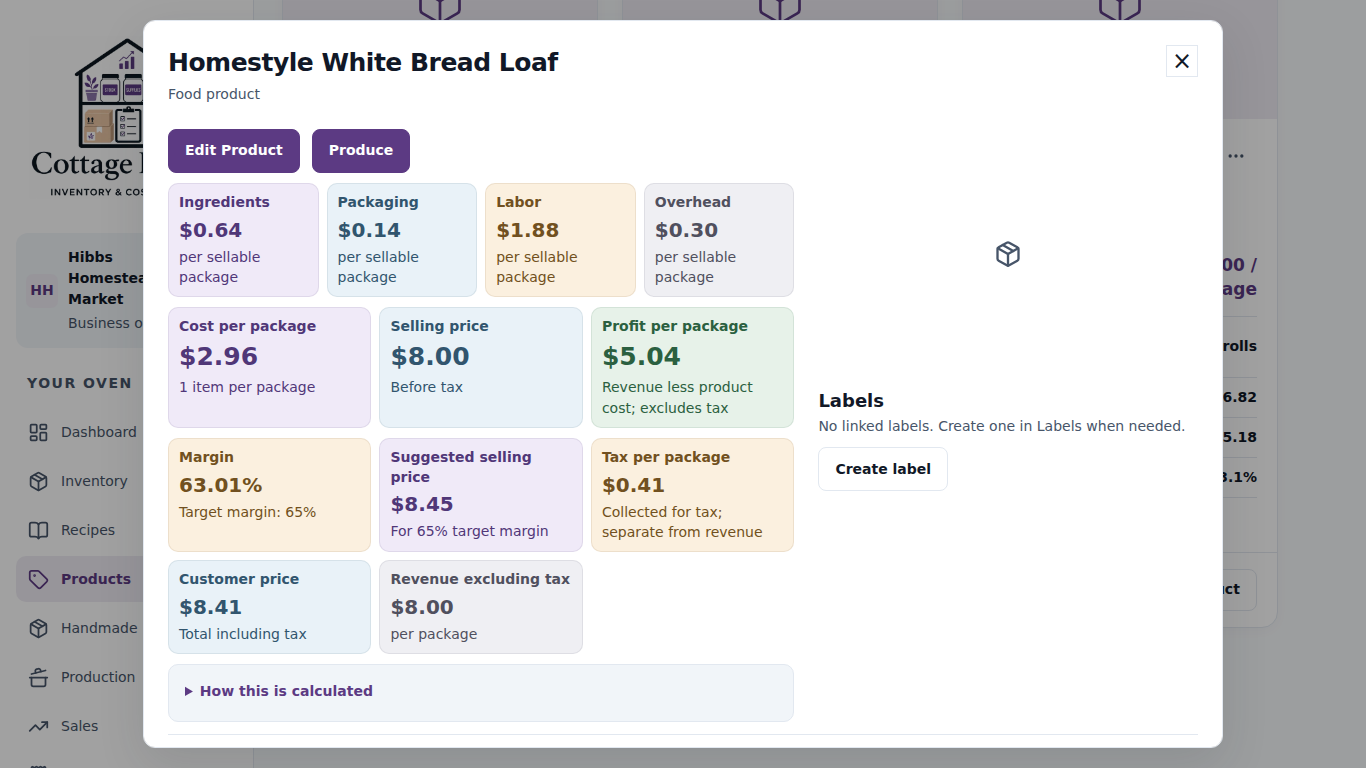 Homestyle White Bread Loaf
Food product
Edit Product
Produce
Ingredients
$0.64
per sellable
package
Packaging
$0.14
per sellable
package
Labor
$1.88
per sellable
package
Overhead
$0.30
per sellable
package
Cost per package
$2.96
1 item per package
Selling price
$8.00
Before tax
Profit per package
$5.04
Revenue less product
cost; excludes tax
Margin
63.01%
Target margin: 65%
Suggested selling
price
$8.45
For 65% target margin
Tax per package
$0.41
Collected for tax;
separate from revenue
Customer price
$8.41
Total including tax
Revenue excluding tax
$8.00
per package
How this is calculated
Labels
No linked labels. Create one in Labels when needed.
Create label
Cottage
INVENTORY & COS
HH
Hibbs
Homestea
Market
Business o
YOUR OVEN
Dashboard
Inventory
Recipes
Products
Handmade
Production
Sales
00 /
age
rolls
6.82
5.18
3.1%
uct